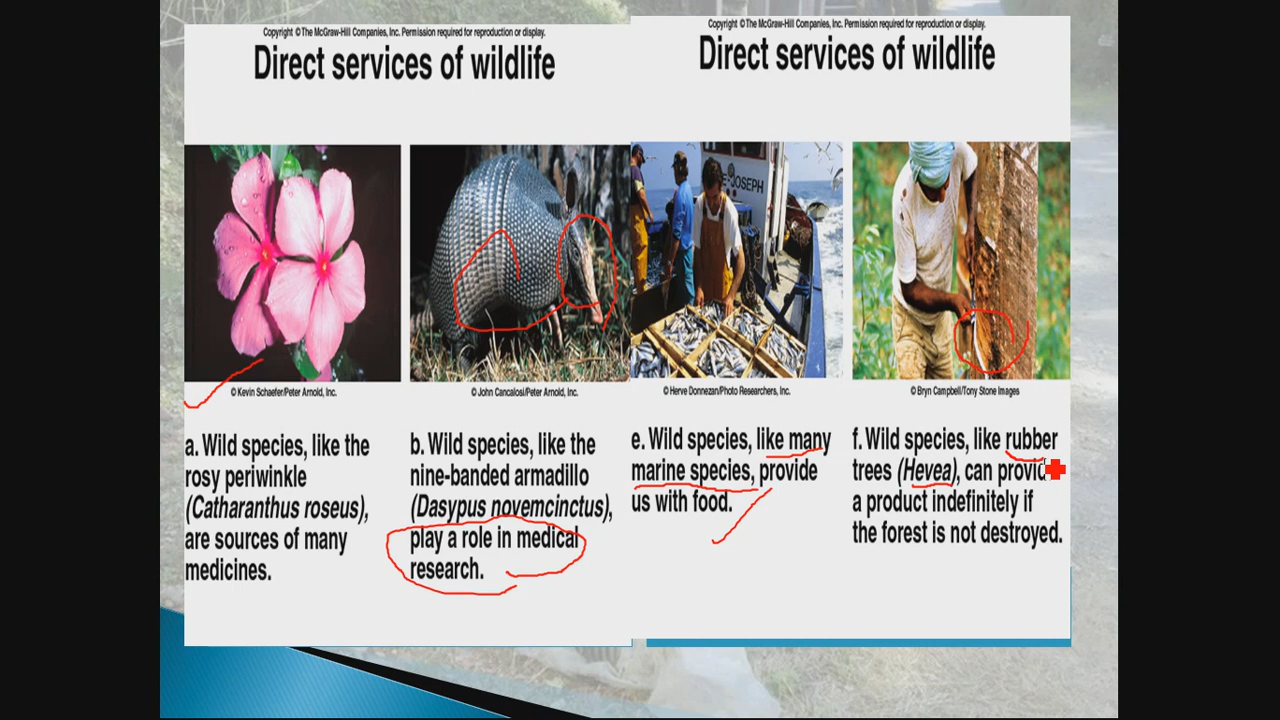 Copyright © The McGraw-Hill Companies, Inc. Permission required for reproduction or display.
Direct services of wildlife
© Kevin Schaefer/Peter Arnold, Inc.
a. Wild species, like the
rosy periwinkle
(Catharanthus roseus),
are sources of many
medicines.
© John Cancalosi/Peter Arnold, Inc.
b. Wild species, like the
nine-banded armadillo
(Dasypus novemcinctus),
play a role in medical
research.
Copyright © The McGraw-Hill Companies, Inc. Permission required for reproduction or display.
Direct services of wildlife
E-JOSEPH
© Herve Donnezan/Photo Researchers, Inc.
e. Wild species, like many
marine species, provide
us with food.
© Bryn Campbell/Tony Stone Images
f. Wild species, like rubber
trees (Hevea), can provid
a product indefinitely if
the forest is not destroyed.